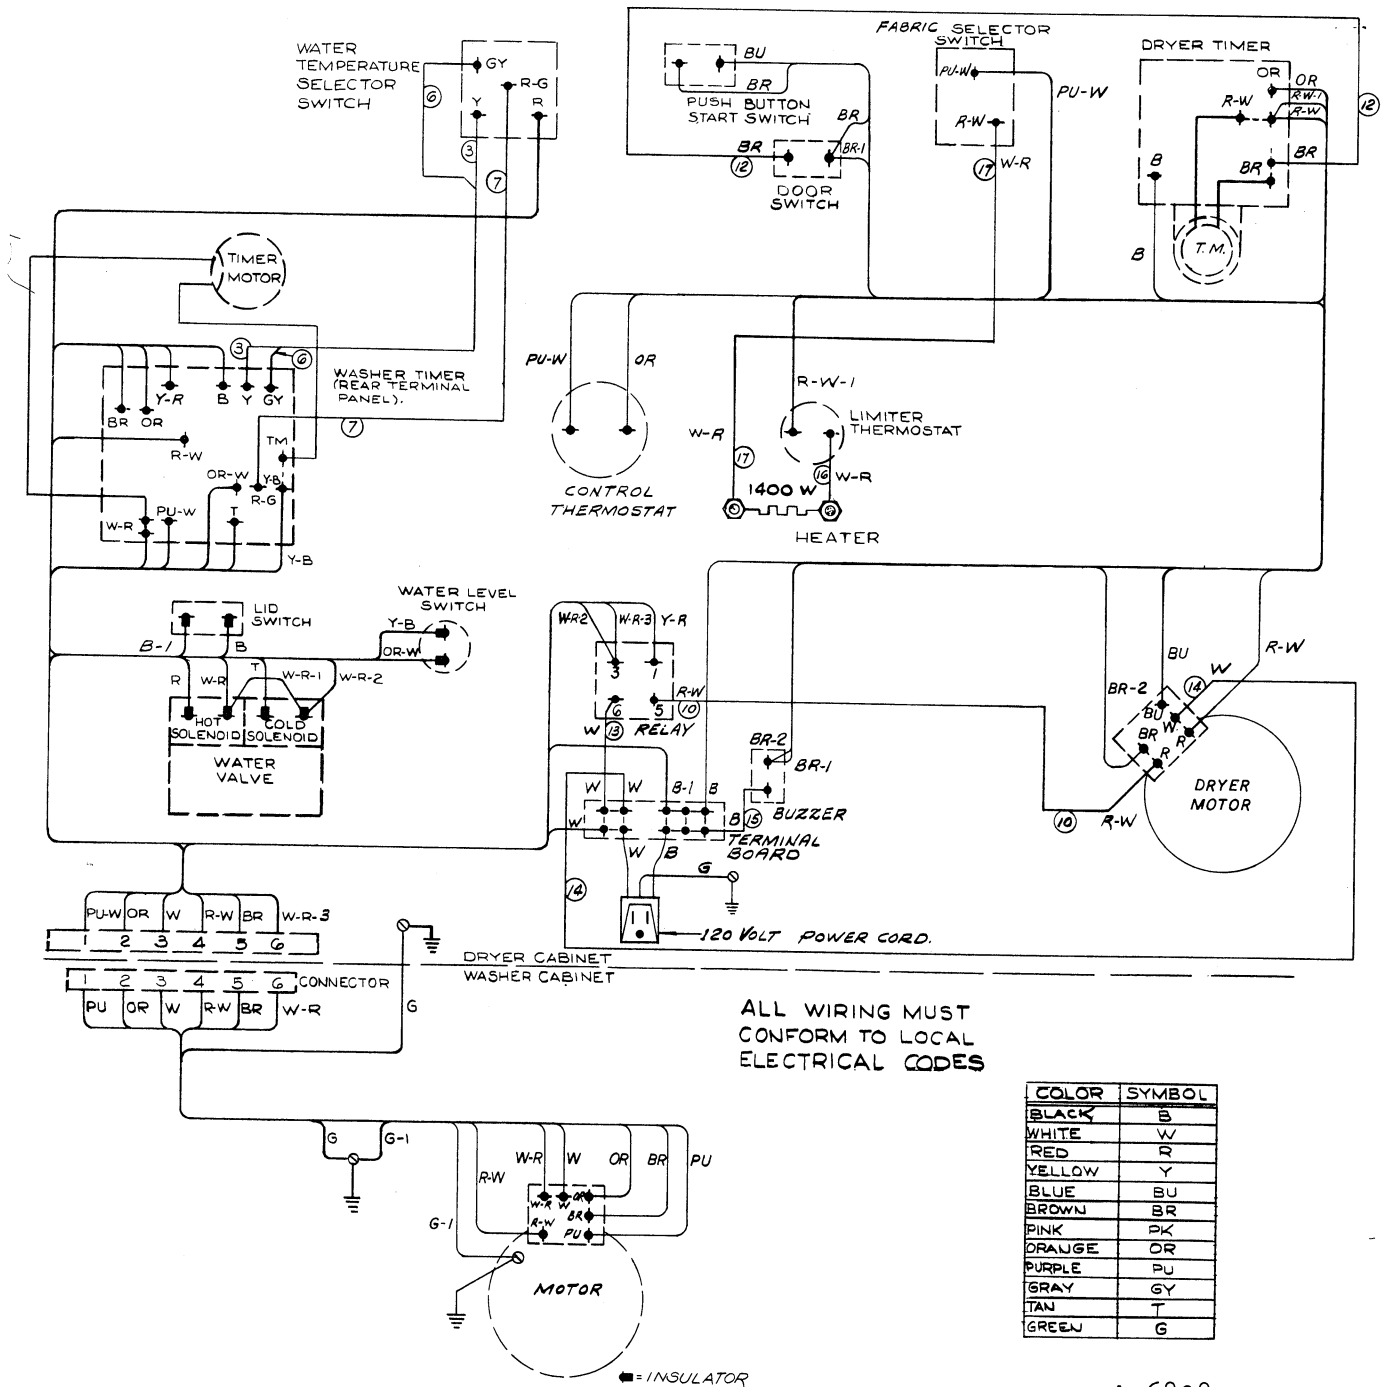 WATER
TEMPERATURE
SELECTOR
SWITCH
GY
R-G
Y
R
6
3
7
BU
BR
PUSH BUTTON
START SWITCH
BR
BR
BR-1
12
DOOR
SWITCH
FABRIC SELECTOR
SWITCH
PU-W
PU-W
R-W
17
W-R
DRYER TIMER
OR
OR
R-W-1
R-W
R-W
12
BR
BR
B
B
T.M.
TIMER
MOTOR
3
6
WASHER TIMER
(REAR TERMINAL
PANEL).
7
Y-R
B
Y
GY
BR
OR
R-W
TM
OR-W
Y-B
R-G
PU-W
T
W-R
Y-B
PU-W
OR
CONTROL
THERMOSTAT
R-W-1
LIMITER
THERMOSTAT
W-R
17
16
W-R
1400 W
HEATER
LID
SWITCH
B-1
B
WATER LEVEL
SWITCH
Y-B
OR-W
R
W-R
T
W-R-1
W-R-2
HOT
SOLENOID
COLD
SOLENOID
WATER
VALVE
W-R-2
W-R-3
Y-R
3
1
6
5
R-W
10
W
13
RELAY
BR-2
BR-1
BUZZER
W
W
B-1
B
W
B
15
TERMINAL
BOARD
W
B
G
14
120 VOLT POWER CORD.
BU
R-W
W
14
BR-2
BU
W
R
BR
R
10
R-W
DRYER
MOTOR
PU-W
OR
W
R-W
BR
W-R-3
2
3
4
5
6
DRYER CABINET
WASHER CABINET
1
2
3
4
5
6
CONNECTOR
PU
OR
W
R-W
BR
W-R
G
ALL WIRING MUST
CONFORM TO LOCAL
ELECTRICAL CODES
G
G-1
G-1
R-W
W-R
W
OR
BR
PU
W-R
W
OR
R-W
BR
PU
MOTOR
= INSULATOR
COLOR SYMBOL
BLACK B
WHITE W
RED R
YELLOW Y
BLUE BU
BROWN BR
PINK PK
ORANGE OR
PURPLE PU
GRAY GY
TAN T
GREEN G